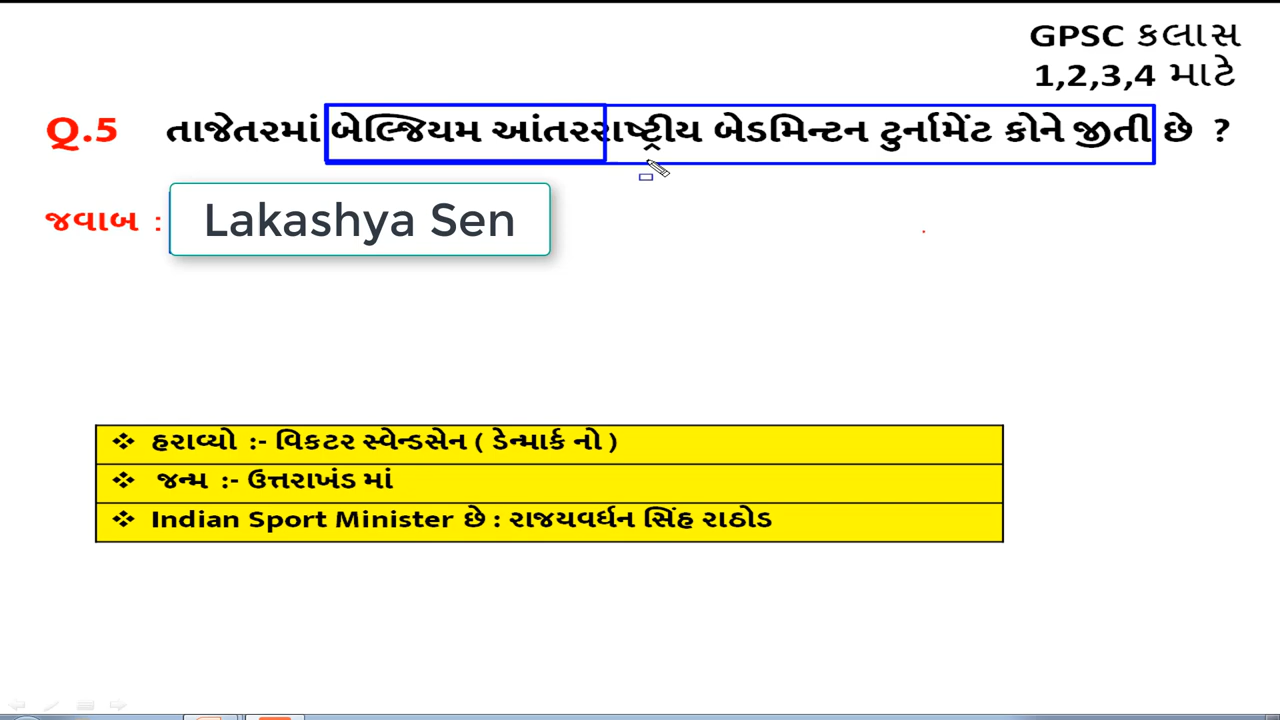 GPSC કલાસ
1,2,3,4 માટે
Q.5 તાજેતરમાં બેલ્જિયમ આંતરરાષ્ટ્રીય બેડમિન્ટન ટુર્નામેંટ કોને જીતી છે ?
જવાબ : Lakashya Sen
❖ હરાવ્યો :- વિકટર સ્વેન્ડસેન ( ડેન્માર્ક નો )
❖ જન્મ :- ઉત્તરાખંડ માં
❖ Indian Sport Minister છે : રાજયવર્ધન સિંહ રાઠોડ